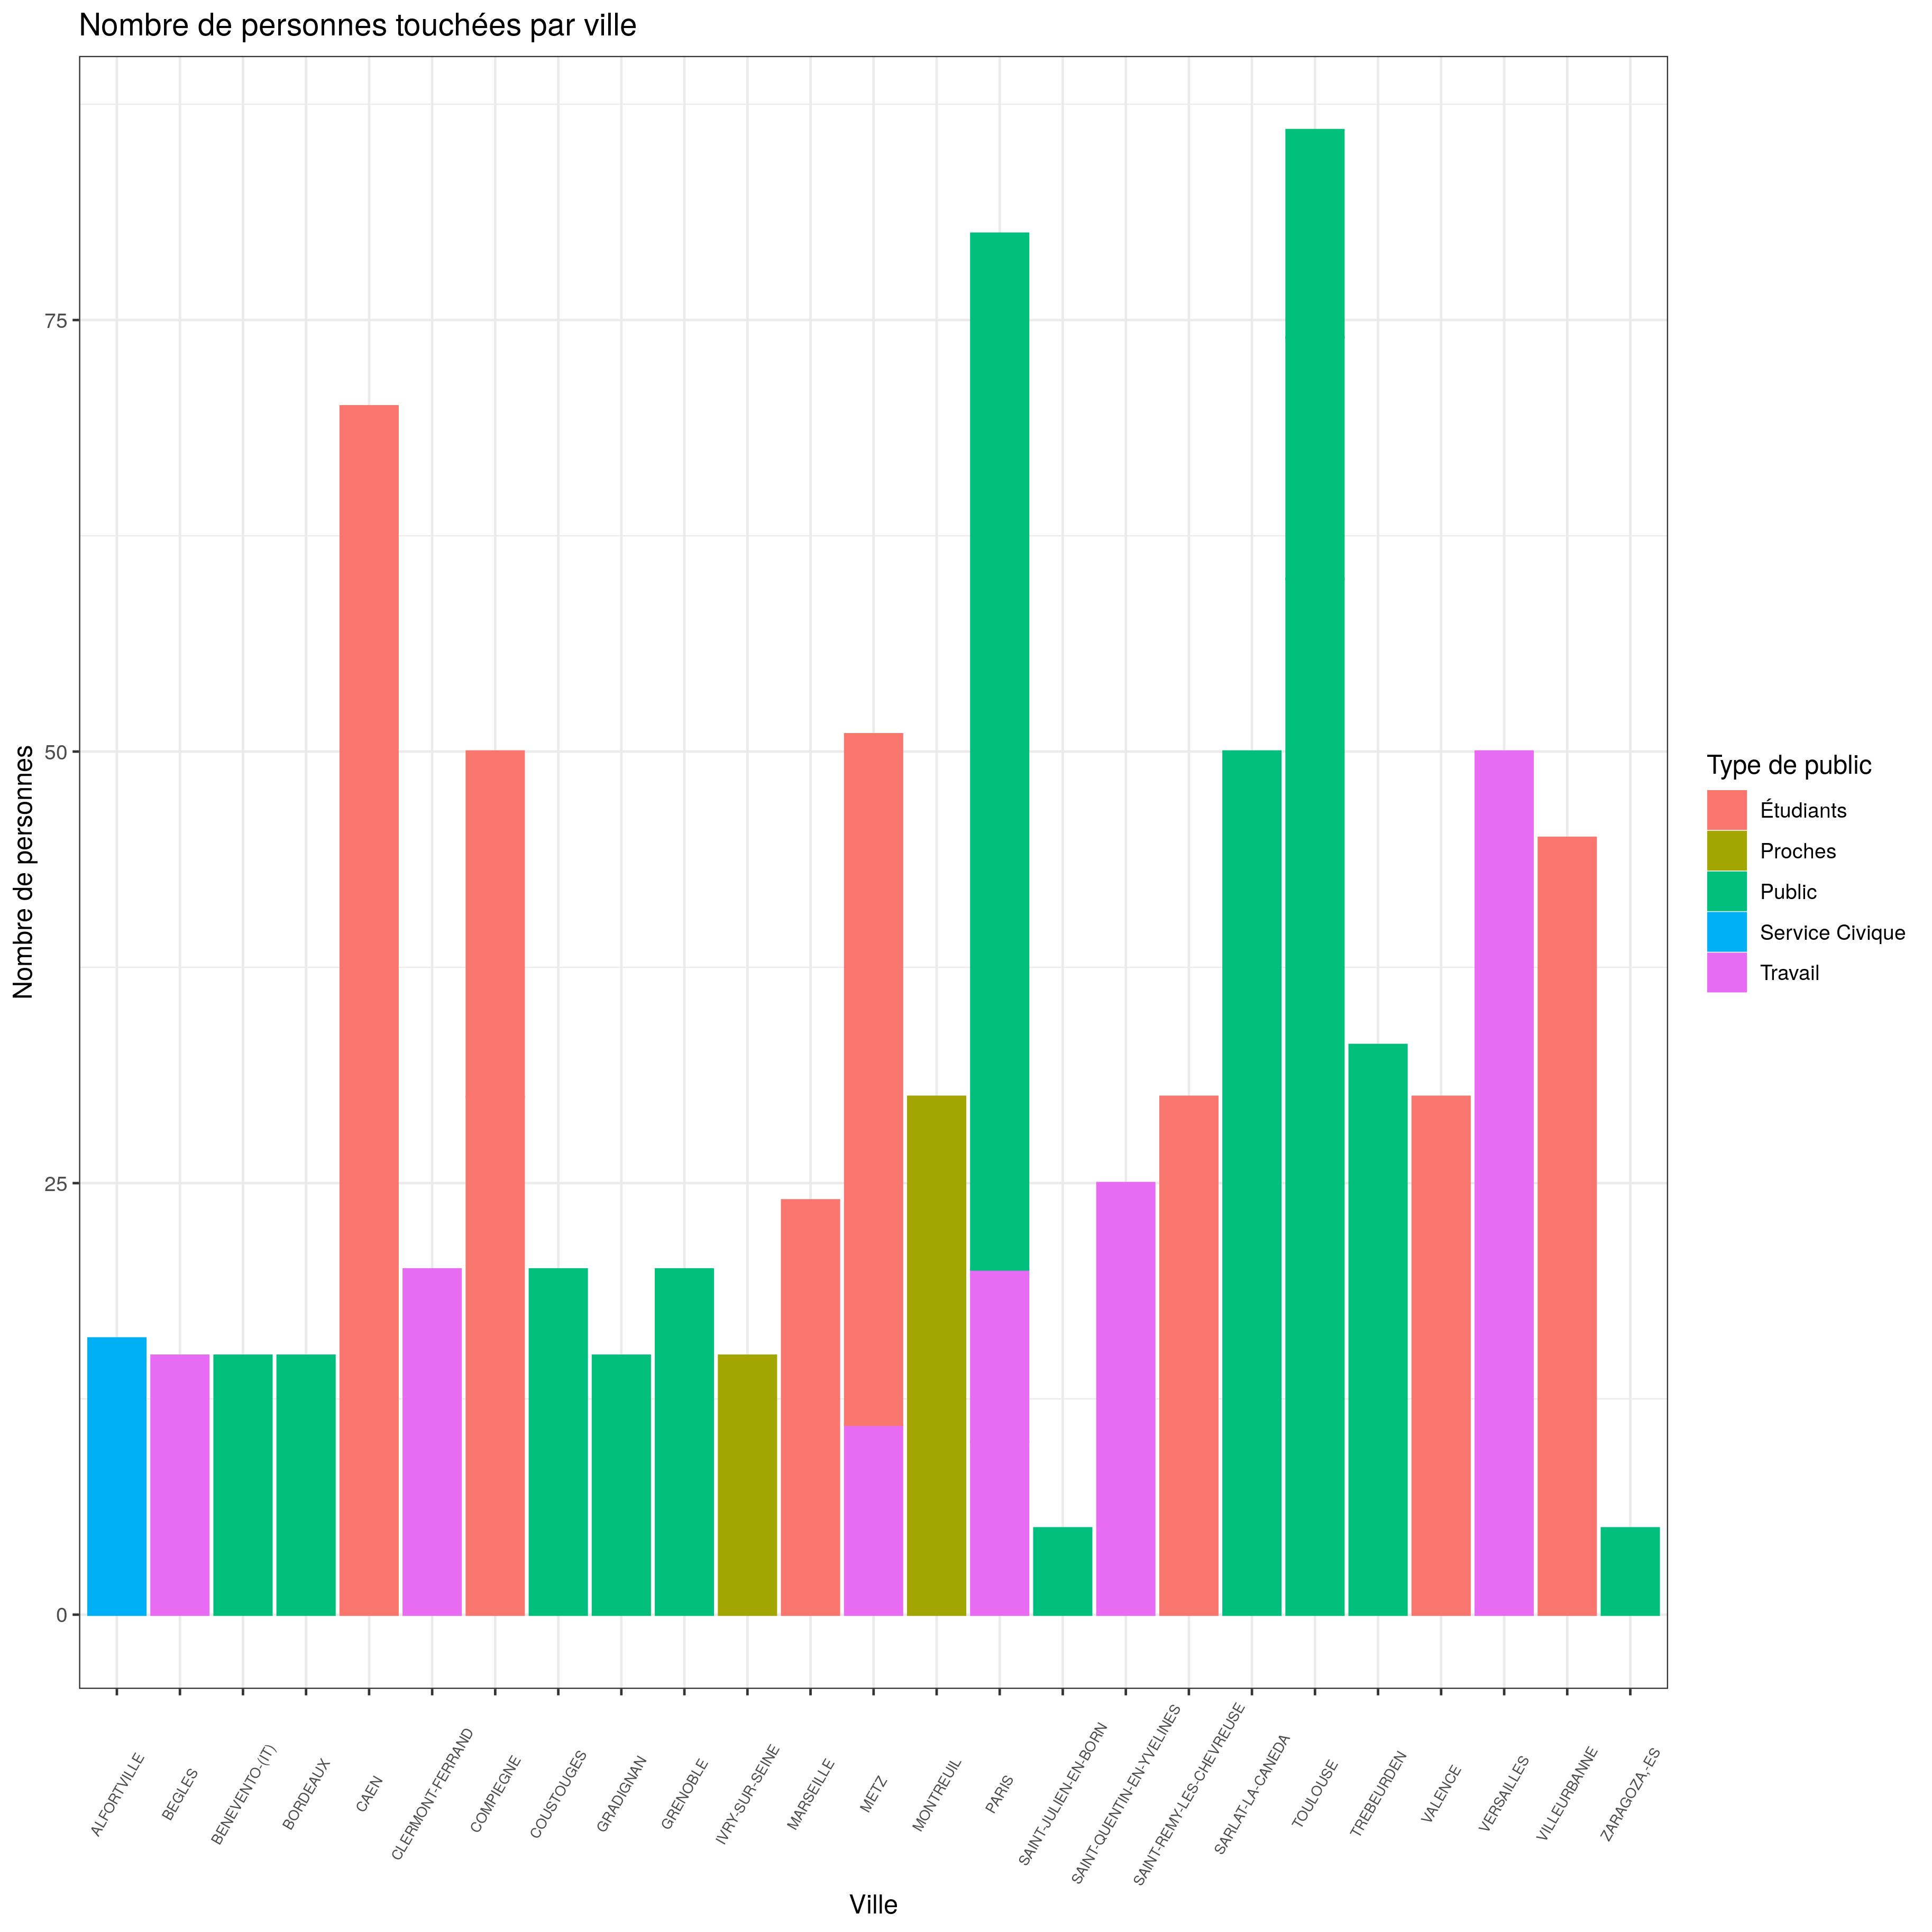 Nombre de personnes touchées par ville
Nombre de personnes
75
50
25
0
ALFORTVILLE
BEGLES
BENEVENTO-(IT)
BORDEAUX
CAEN
CLERMONT-FERRAND
COMPIEGNE
COUSTOUGES
GRADIGNAN
GRENOBLE
IVRY-SUR-SEINE
MARSEILLE
METZ
MONTREUIL
PARIS
SAINT-JULIEN-EN-BORN
SAINT-QUENTIN-EN-YVELINES
SAINT-REMY-LES-CHEVREUSE
SARLAT-LA-CANEDA
TOULOUSE
TREBEURDEN
VALENCE
VERSAILLES
VILLEURBANNE
ZARAGOZA,-ES
Ville
Type de public
Étudiants
Proches
Public
Service Civique
Travail